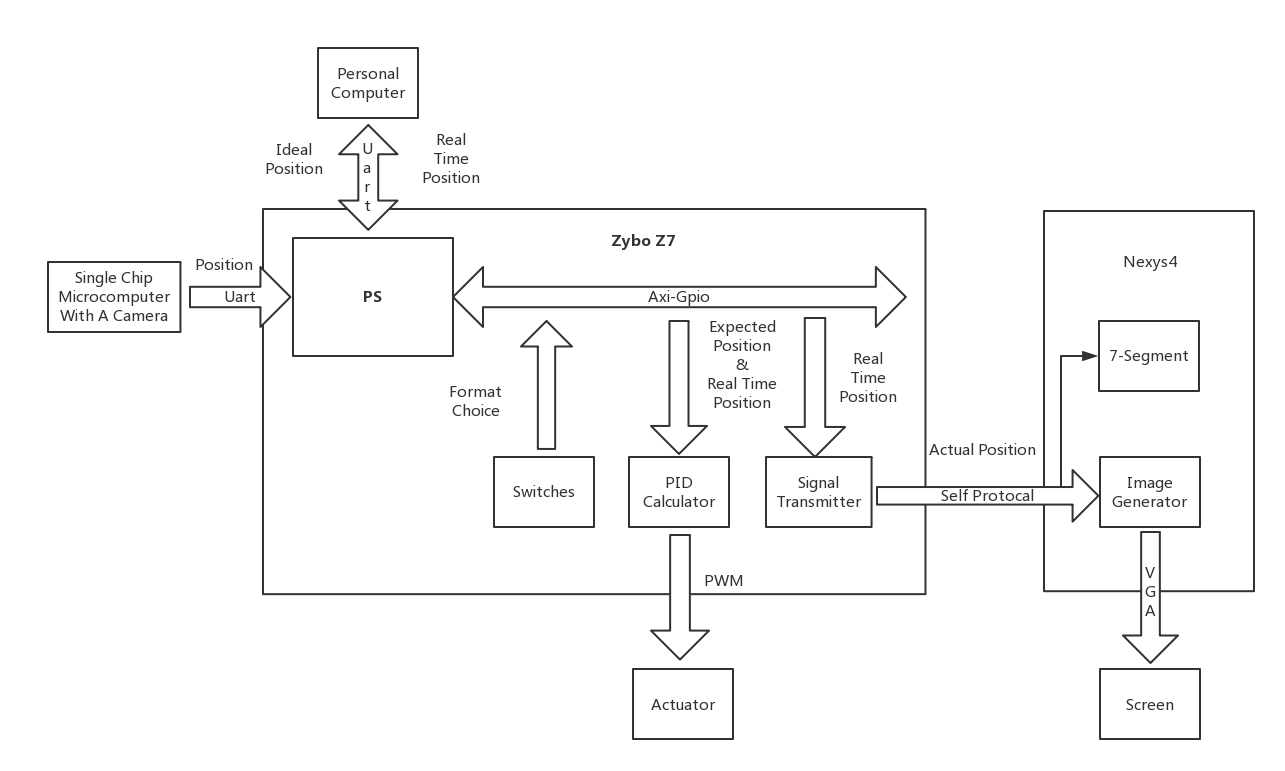 Personal
Computer
Ideal
Position
U
a
r
t
Real
Time
Position
Zybo Z7
Single Chip
Microcomputer
With A Camera
Position
Uart
PS
Axi-Gpio
Format
Choice
Expected
Position
&
Real Time
Position
Real
Time
Position
Switches
PID
Calculator
Signal
Transmitter
Actual Position
Self Protocal
Nexys4
7-Segment
Image
Generator
PWM
V
G
A
Actuator
Screen